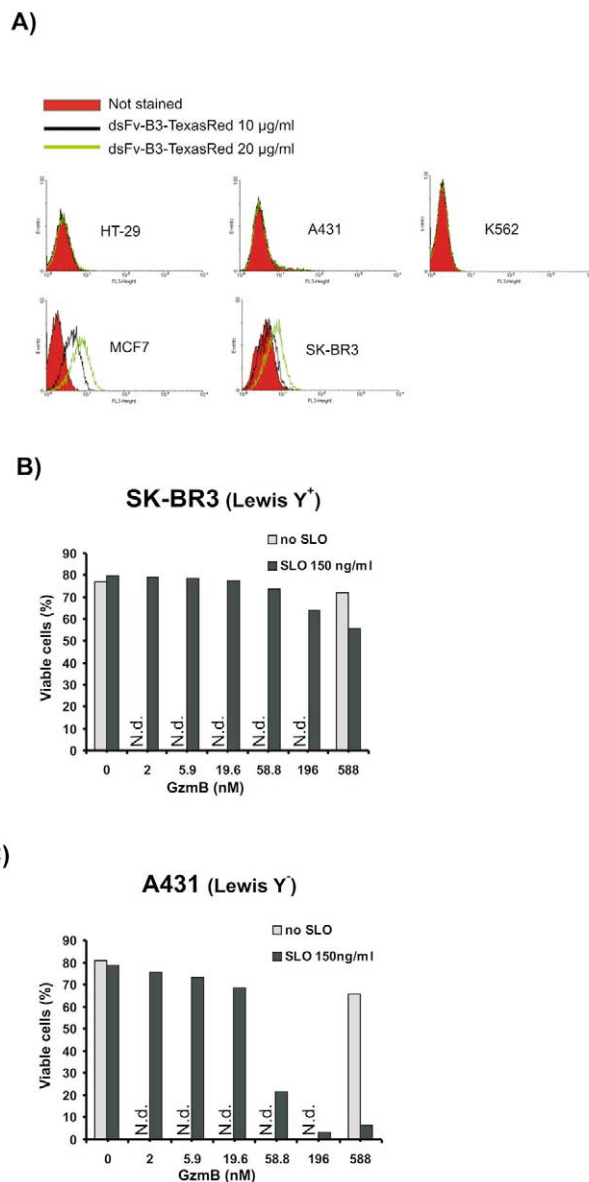 A)
Not stained
dsFv-B3-TexasRed 10 µg/ml
dsFv-B3-TexasRed 20 µg/ml
HT-29
A431
K562
Events
FL3-Height
MCF7
SK-BR3
B)
SK-BR3 (Lewis Y⁺)
no SLO
SLO 150 ng/ml
Viable cells (%)
90
80
70
60
50
40
30
20
10
0
N.d. N.d. N.d. N.d. N.d.
0 2 5.9 19.6 58.8 196 588
GzmB (nM)
)
A431 (Lewis Y⁻)
no SLO
SLO 150ng/ml
Viable cells (%)
90
80
70
60
50
40
30
20
10
0
N.d. N.d. N.d. N.d. N.d.
0 2 5.9 19.6 58.8 196 588
GzmB (nM)